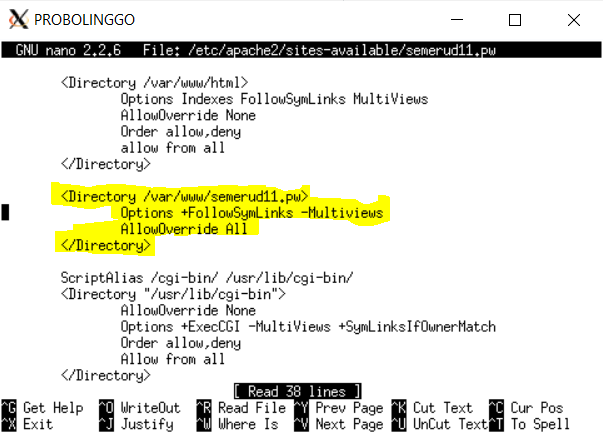 PROBOLINGGO
GNU nano 2.2.6 File: /etc/apache2/sites-available/semerud11.pw
<Directory /var/www/html>
Options Indexes FollowSymLinks MultiViews
AllowOverride None
Order allow,deny
allow from all
</Directory>
<Directory /var/www/semerud11.pw>
Options +FollowSymLinks -Multiviews
AllowOverride All
</Directory>
ScriptAlias /cgi-bin/ /usr/lib/cgi-bin/
<Directory "/usr/lib/cgi-bin">
AllowOverride None
Options +ExecCGI -MultiViews +SymLinksIfOwnerMatch
Order allow,deny
Allow from all
</Directory>
[ Read 38 lines ]
^G Get Help ^O WriteOut ^R Read File ^Y Prev Page ^K Cut Text ^C Cur Pos
^X Exit ^J Justify ^W Where Is ^V Next Page ^U UnCut Text ^T To Spell